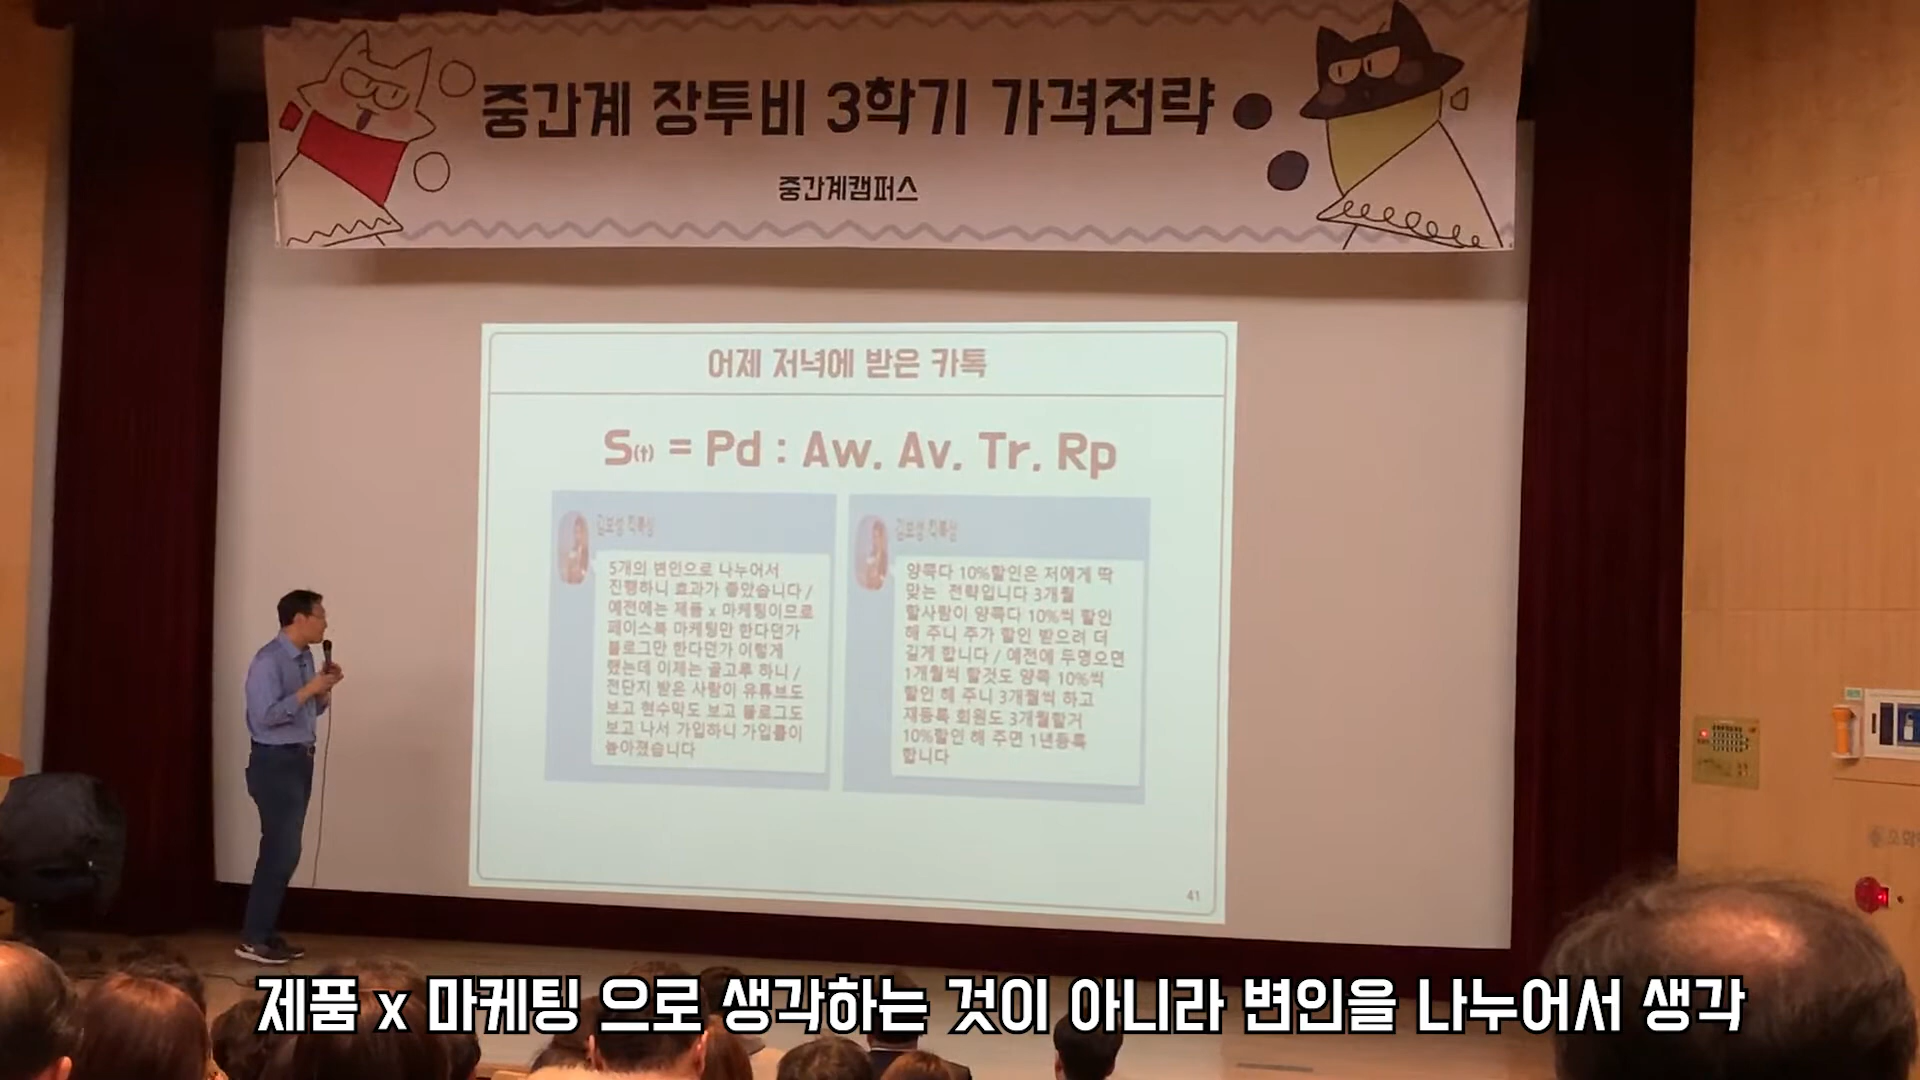 중간계 장투비 3학기 가격전략
중간계캠퍼스
어제 저녁에 받은 카톡
S(t) = Pd : Aw. Av. Tr. Rp
5개의 변인으로 나누어서
진행하니 효과가 좋았습니다 /
예전에는 제품 x 마케팅이므로
페이스북 마케팅만 한다던가
블로그만 한다던가 이렇게
했는데 이제는 골고루 하니 /
전단지 받은 사람이 유튜브도
보고 현수막도 보고 블로그도
보고 나서 가입하니 가입률이
높아졌습니다
양쪽다 10%할인은 저에게 딱
맞는 전략입니다 3개월
할사람이 양쪽다 10%씩 할인
해 주니 추가 할인 받으려 더
길게 합니다 / 예전에 두명오면
1개월씩 할것도 양쪽 10%씩
할인 해 주니 3개월씩 하고
재등록 회원도 3개월할거
10%할인 해 주면 1년등록
합니다
41
제품 x 마케팅 으로 생각하는 것이 아니라 변인을 나누어서 생각